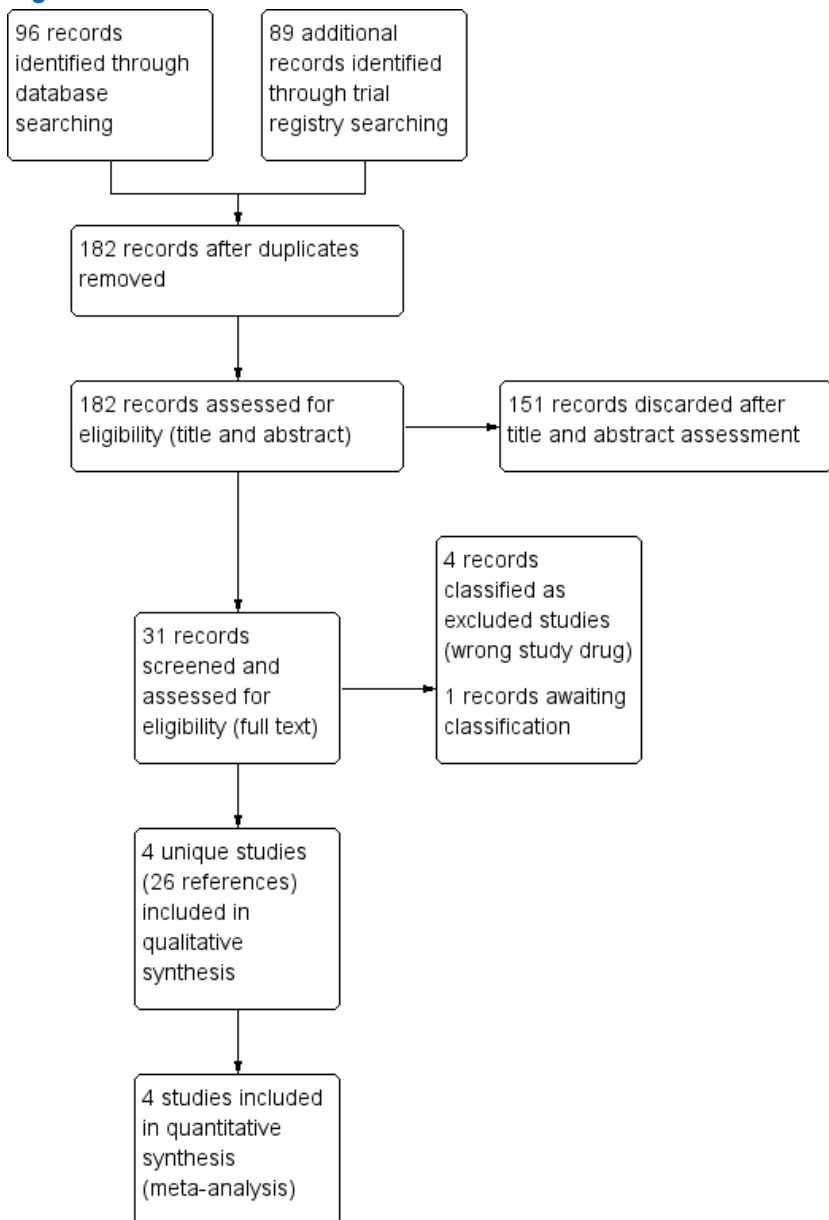 96 records
identified through
database
searching
89 additional
records identified
through trial
registry searching
182 records after duplicates
removed
182 records assessed for
eligibility (title and abstract)
151 records discarded after
title and abstract assessment
31 records
screened and
assessed for
eligibility (full text)
4 records
classified as
excluded studies
(wrong study drug)
1 records awaiting
classification
4 unique studies
(26 references)
included in
qualitative
synthesis
4 studies included
in quantitative
synthesis
(meta-analysis)